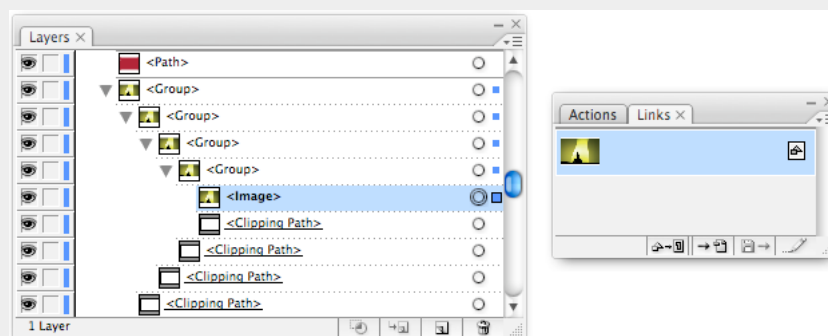 Layers
<Path>
<Group>
<Group>
<Group>
<Group>
<Image>
<Clipping Path>
<Clipping Path>
<Clipping Path>
<Clipping Path>
1 Layer
Actions Links